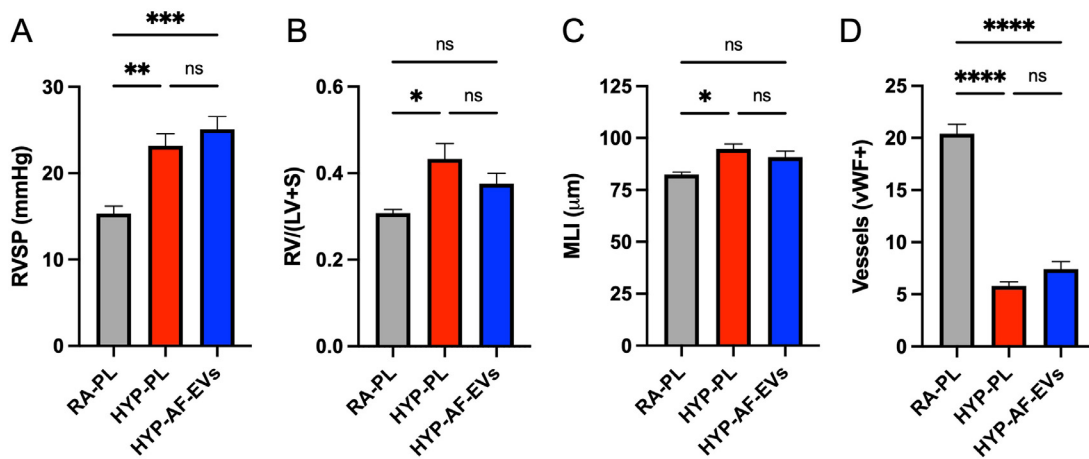 A
***
**
ns
RVSP (mmHg)
30
20
10
0
RA-PL
HYP-PL
HYP-AF-EVs
B
ns
*
ns
RV/(LV+S)
0.6
0.4
0.2
0.0
RA-PL
HYP-PL
HYP-AF-EVs
C
ns
*
ns
MLI (μm)
125
100
75
50
25
0
RA-PL
HYP-PL
HYP-AF-EVs
D
****
****
ns
Vessels (vWF+)
25
20
15
10
5
0
RA-PL
HYP-PL
HYP-AF-EVs